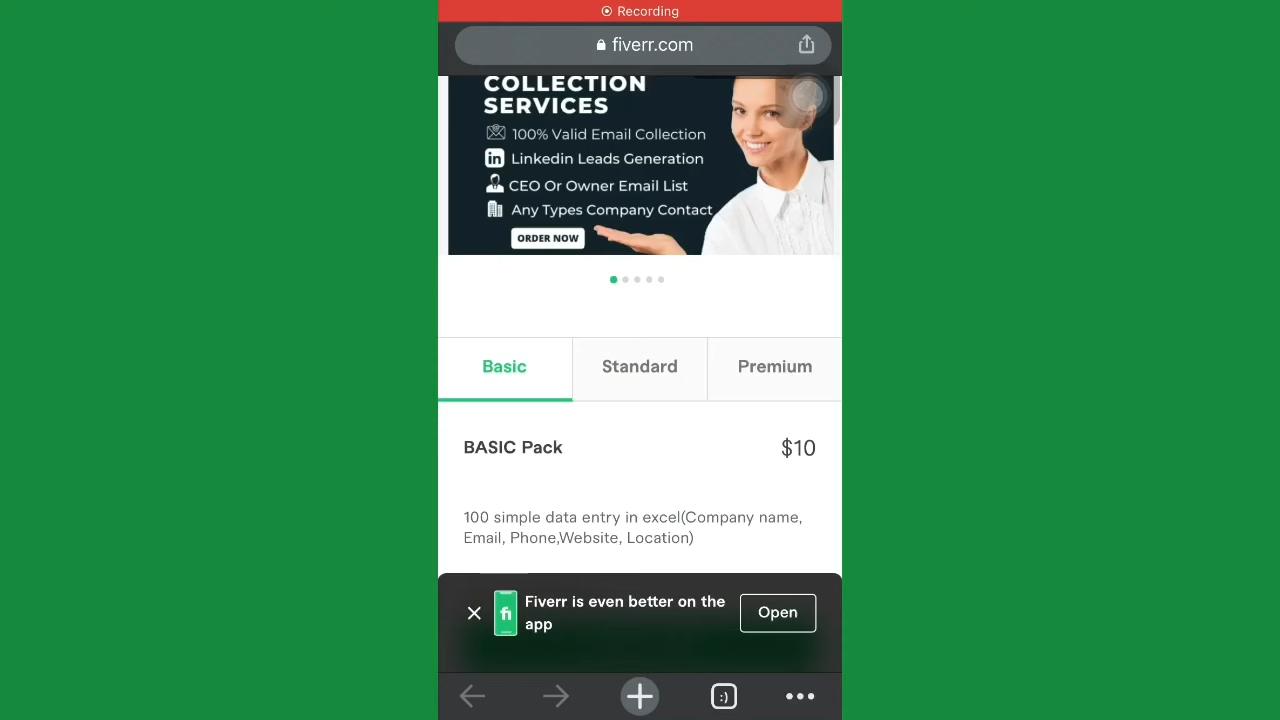 Recording
fiverr.com
COLLECTION
SERVICES
100% Valid Email Collection
in Linkedin Leads Generation
CEO Or Owner Email List
Any Types Company Contact
ORDER NOW
Basic Standard Premium
BASIC Pack $10
100 simple data entry in excel(Company name,
Email, Phone,Website, Location)
fi
Fiverr is even better on the
app
Open
:)